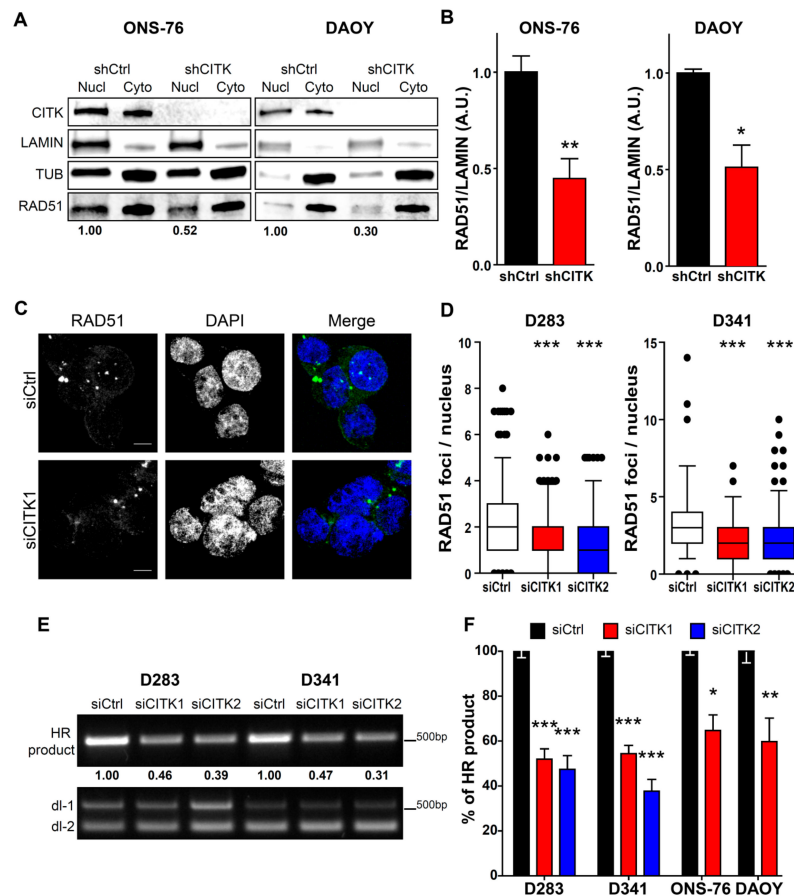 A
ONS-76 DAOY
shCtrl shCITK shCtrl shCITK
Nucl Cyto Nucl Cyto Nucl Cyto Nucl Cyto
CITK
LAMIN
TUB
RAD51
1.00 0.52 1.00 0.30
B
ONS-76 DAOY
RAD51/LAMIN (A.U.)
1.0
0.5
0.0
**
shCtrl shCITK
RAD51/LAMIN (A.U.)
1.0
0.5
0.0
*
shCtrl shCITK
C
RAD51 DAPI Merge
siCtrl
siCITK1
D
D283
RAD51 foci / nucleus
10
8
6
4
2
0
*** ***
siCtrl siCITK1 siCITK2
D341
RAD51 foci / nucleus
15
10
5
0
*** ***
siCtrl siCITK1 siCITK2
E
D283 D341
siCtrl siCITK1 siCITK2 siCtrl siCITK1 siCITK2
HR
product
500bp
1.00 0.46 0.39 1.00 0.47 0.31
dl-1
dl-2
500bp
F
siCtrl siCITK1 siCITK2
% of HR product
100
80
60
40
20
0
*** *** *** *** * **
D283 D341 ONS-76 DAOY